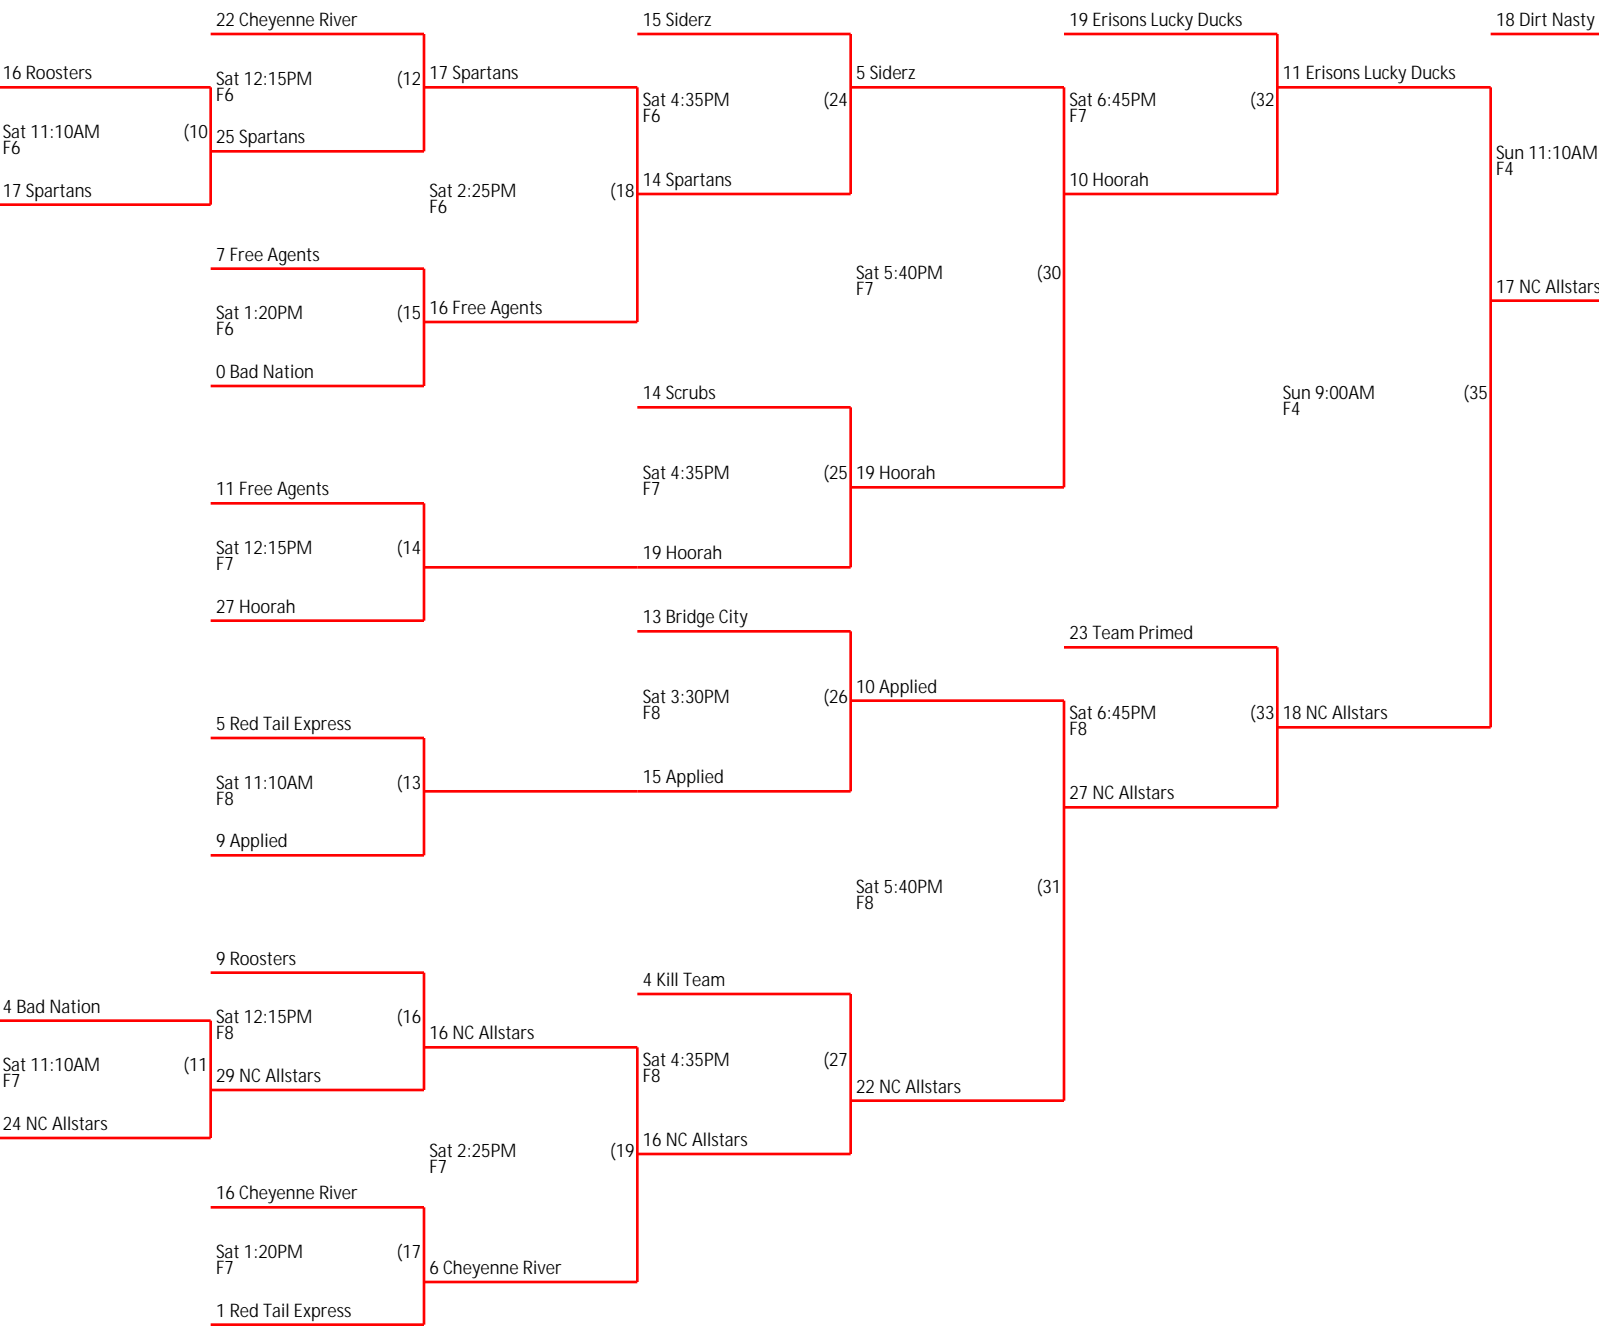 22 Cheyenne River
15 Siderz
19 Erisons Lucky Ducks
18 Dirt Nasty
16 Roosters
Sat 12:15PM (12
F6
17 Spartans
Sat 4:35PM (24
F6
5 Siderz
Sat 6:45PM (32
F7
11 Erisons Lucky Ducks
Sat 11:10AM (10
F6
25 Spartans
Sun 11:10AM
F4
17 Spartans
Sat 2:25PM (18
F6
14 Spartans
10 Hoorah
7 Free Agents
Sat 5:40PM (30
F7
17 NC Allstars
Sat 1:20PM (15
F6
16 Free Agents
0 Bad Nation
14 Scrubs
Sun 9:00AM (35
F4
11 Free Agents
Sat 4:35PM (25
F7
19 Hoorah
Sat 12:15PM (14
F7
19 Hoorah
27 Hoorah
13 Bridge City
23 Team Primed
5 Red Tail Express
Sat 3:30PM (26
F8
10 Applied
Sat 6:45PM (33
F8
18 NC Allstars
Sat 11:10AM (13
F8
15 Applied
27 NC Allstars
9 Applied
Sat 5:40PM (31
F8
9 Roosters
4 Kill Team
4 Bad Nation
Sat 12:15PM (16
F8
16 NC Allstars
Sat 4:35PM (27
F8
Sat 11:10AM (11
F7
29 NC Allstars
22 NC Allstars
24 NC Allstars
Sat 2:25PM (19
F7
16 NC Allstars
16 Cheyenne River
Sat 1:20PM (17
F7
6 Cheyenne River
1 Red Tail Express